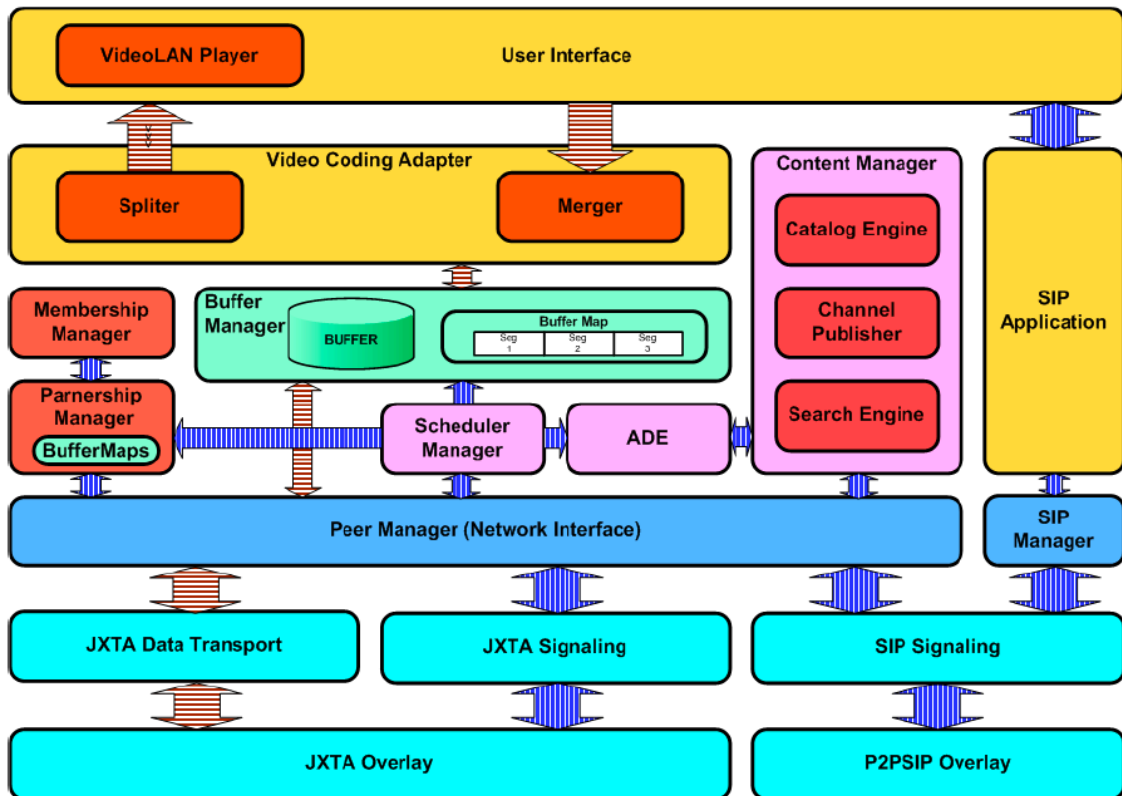 VideoLAN Player
User Interface
Video Coding Adapter
Spliter
Merger
Content Manager
Catalog Engine
Channel
Publisher
Search Engine
SIP
Application
Membership
Manager
Buffer
Manager
BUFFER
Buffer Map
Seg
1
Seg
2
Seg
3
Parnership
Manager
BufferMaps
Scheduler
Manager
ADE
Peer Manager (Network Interface)
SIP
Manager
JXTA Data Transport
JXTA Signaling
SIP Signaling
JXTA Overlay
P2PSIP Overlay